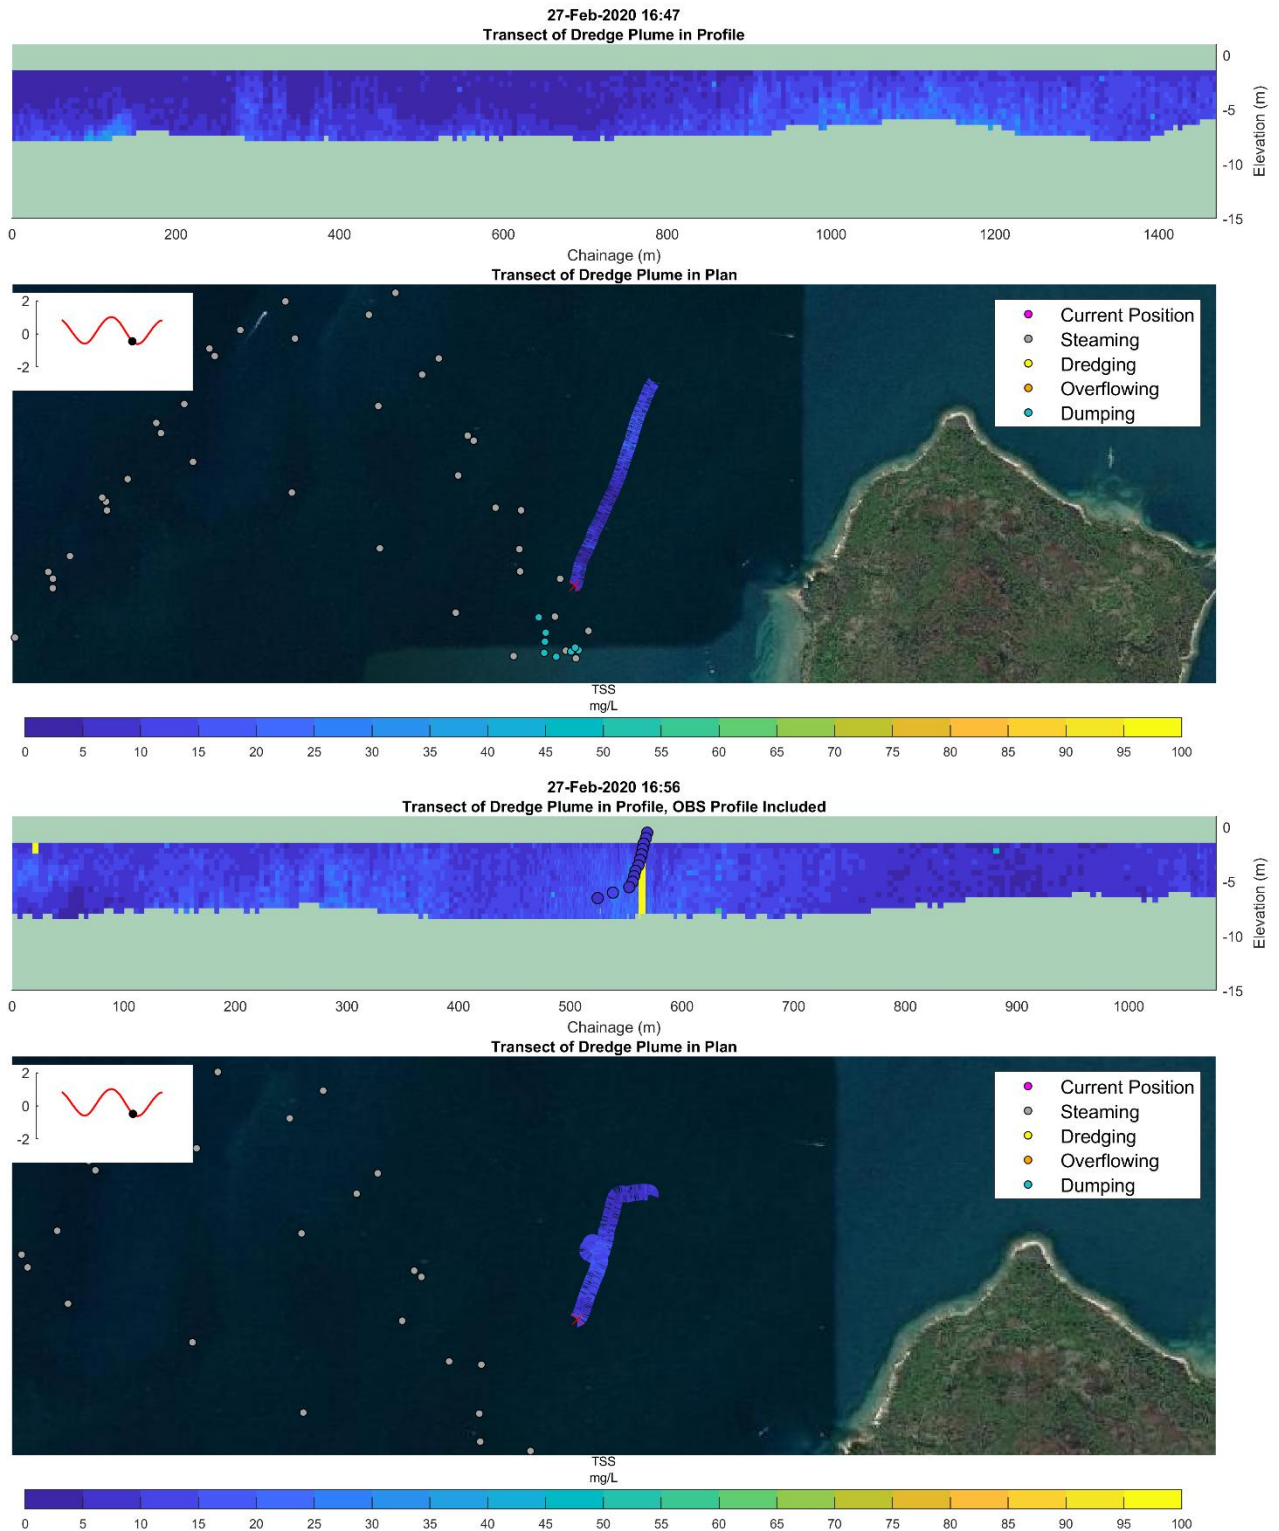 27-Feb-2020 16:47
Transect of Dredge Plume in Profile
0
-5
-10
-15
Elevation (m)
0 200 400 600 800 1000 1200 1400
Chainage (m)
Transect of Dredge Plume in Plan
2
0
-2
Current Position
Steaming
Dredging
Overflowing
Dumping
TSS
mg/L
0 5 10 15 20 25 30 35 40 45 50 55 60 65 70 75 80 85 90 95 100
27-Feb-2020 16:56
Transect of Dredge Plume in Profile, OBS Profile Included
0
-5
-10
-15
Elevation (m)
0 100 200 300 400 500 600 700 800 900 1000
Chainage (m)
Transect of Dredge Plume in Plan
2
0
-2
Current Position
Steaming
Dredging
Overflowing
Dumping
TSS
mg/L
0 5 10 15 20 25 30 35 40 45 50 55 60 65 70 75 80 85 90 95 100